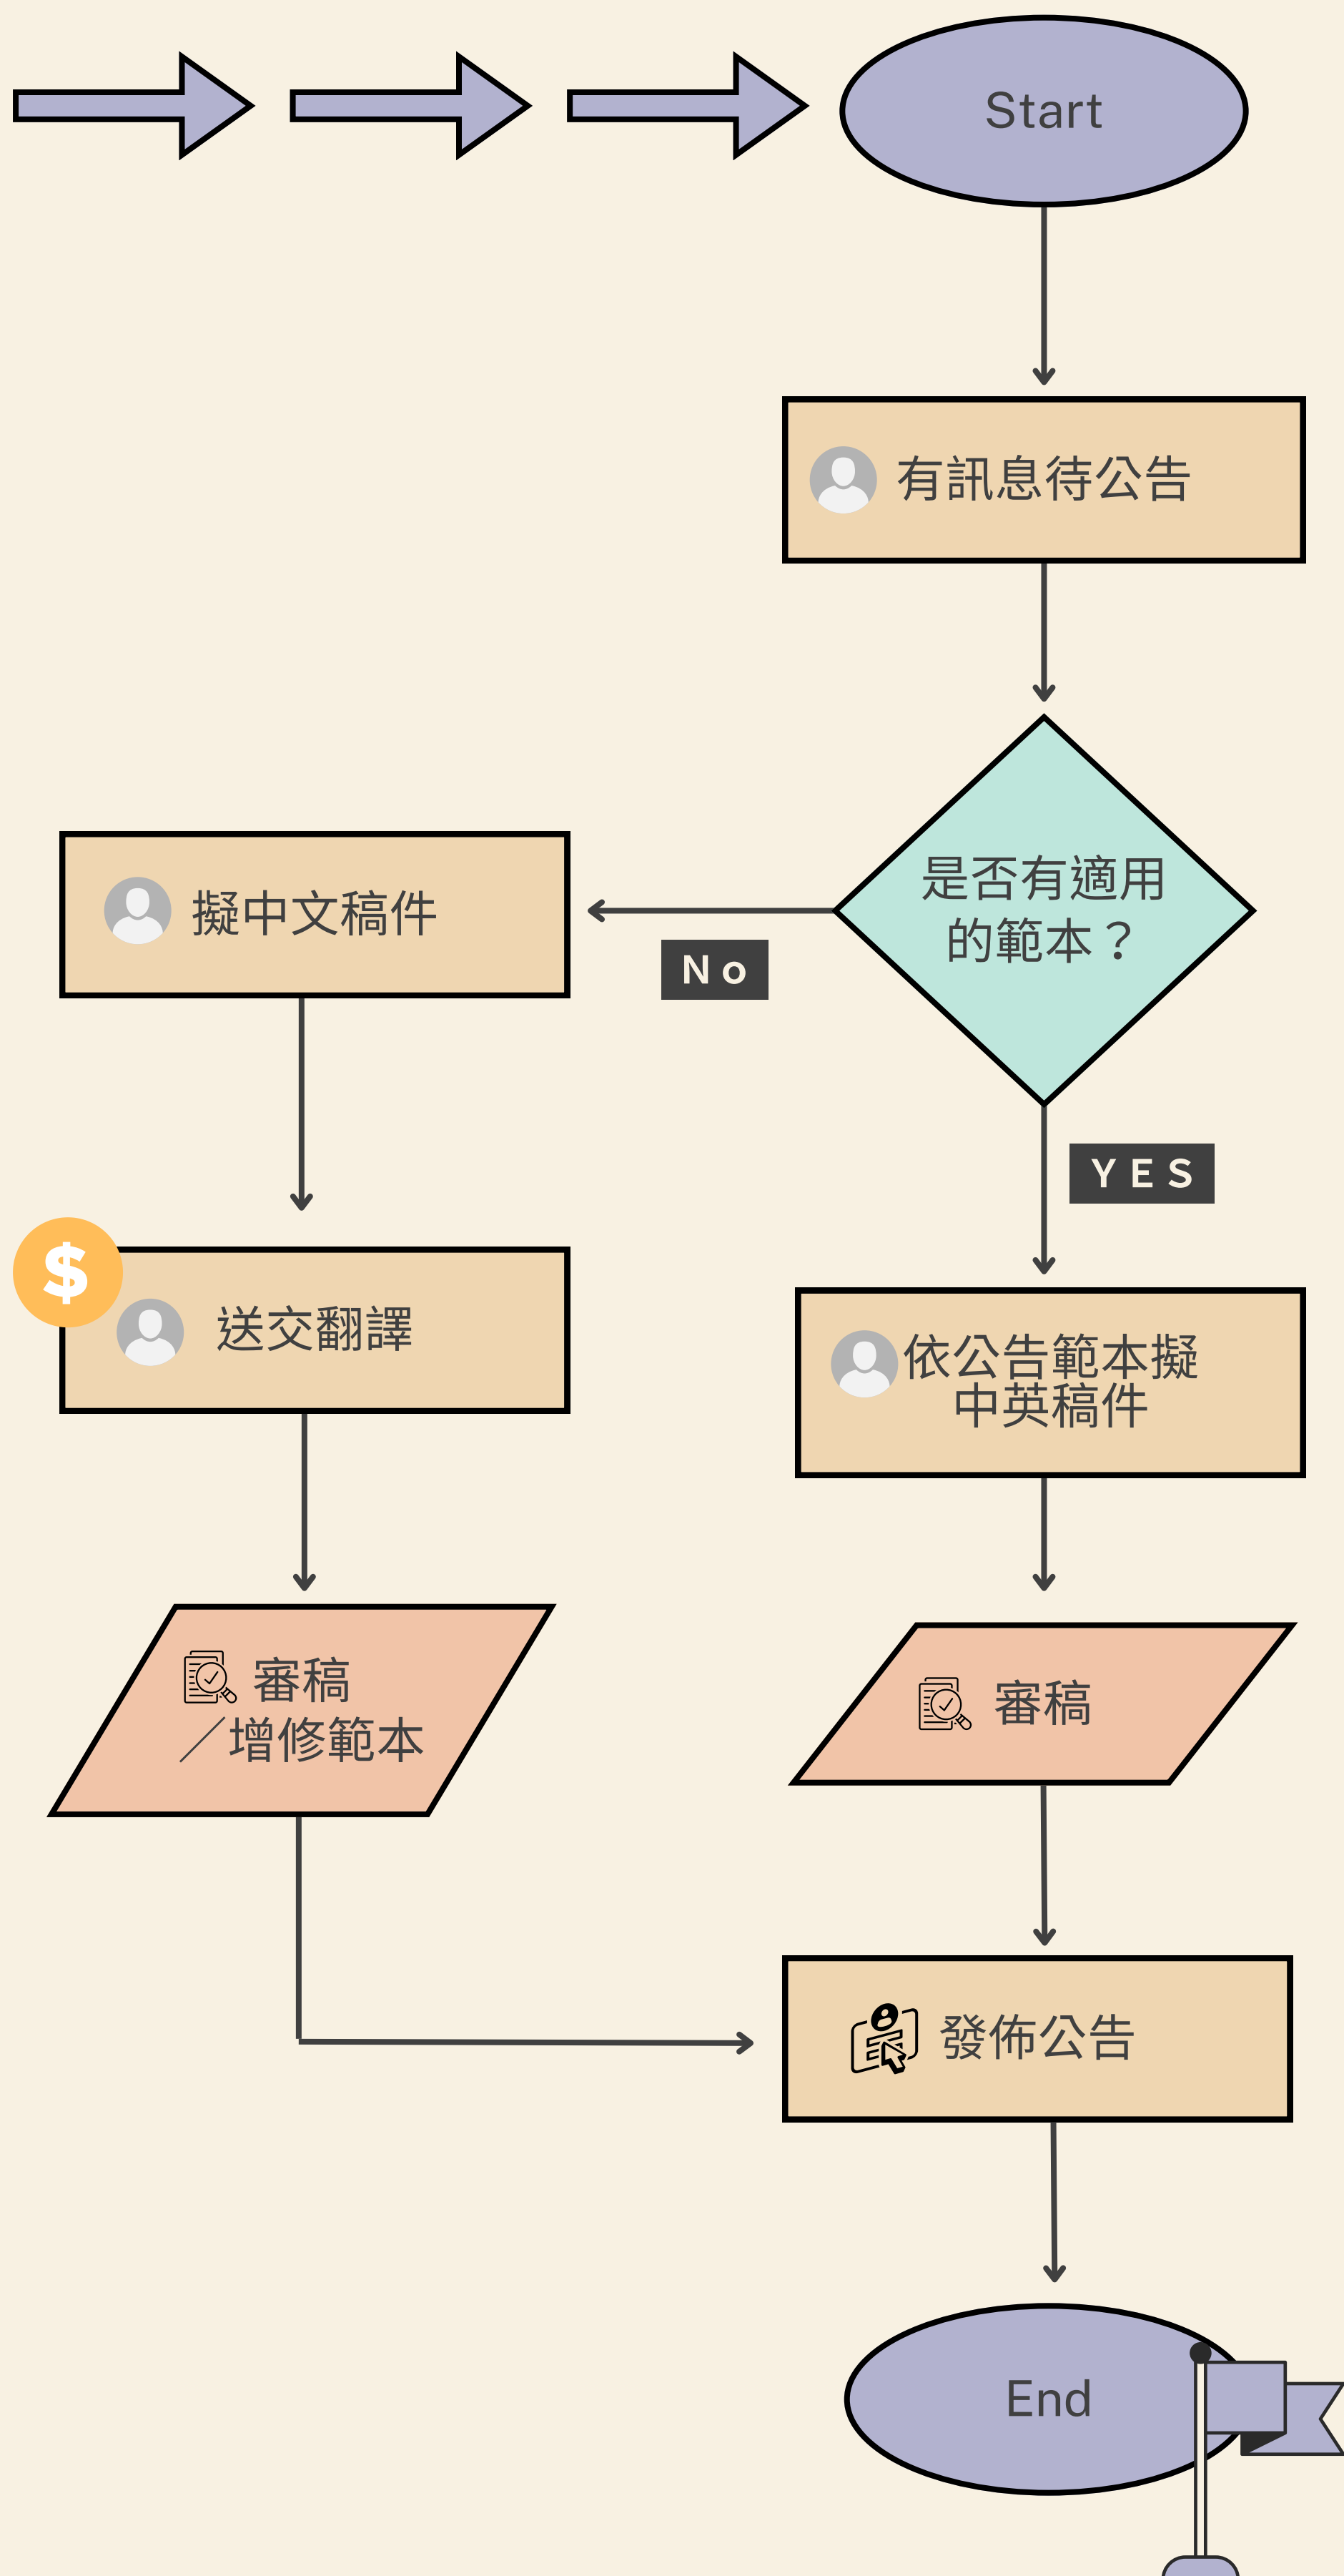 Start
有訊息待公告
是否有適用
的範本？
No
擬中文稿件
YES
$
送交翻譯
依公告範本擬
中英稿件
審稿
／增修範本
審稿
發佈公告
End